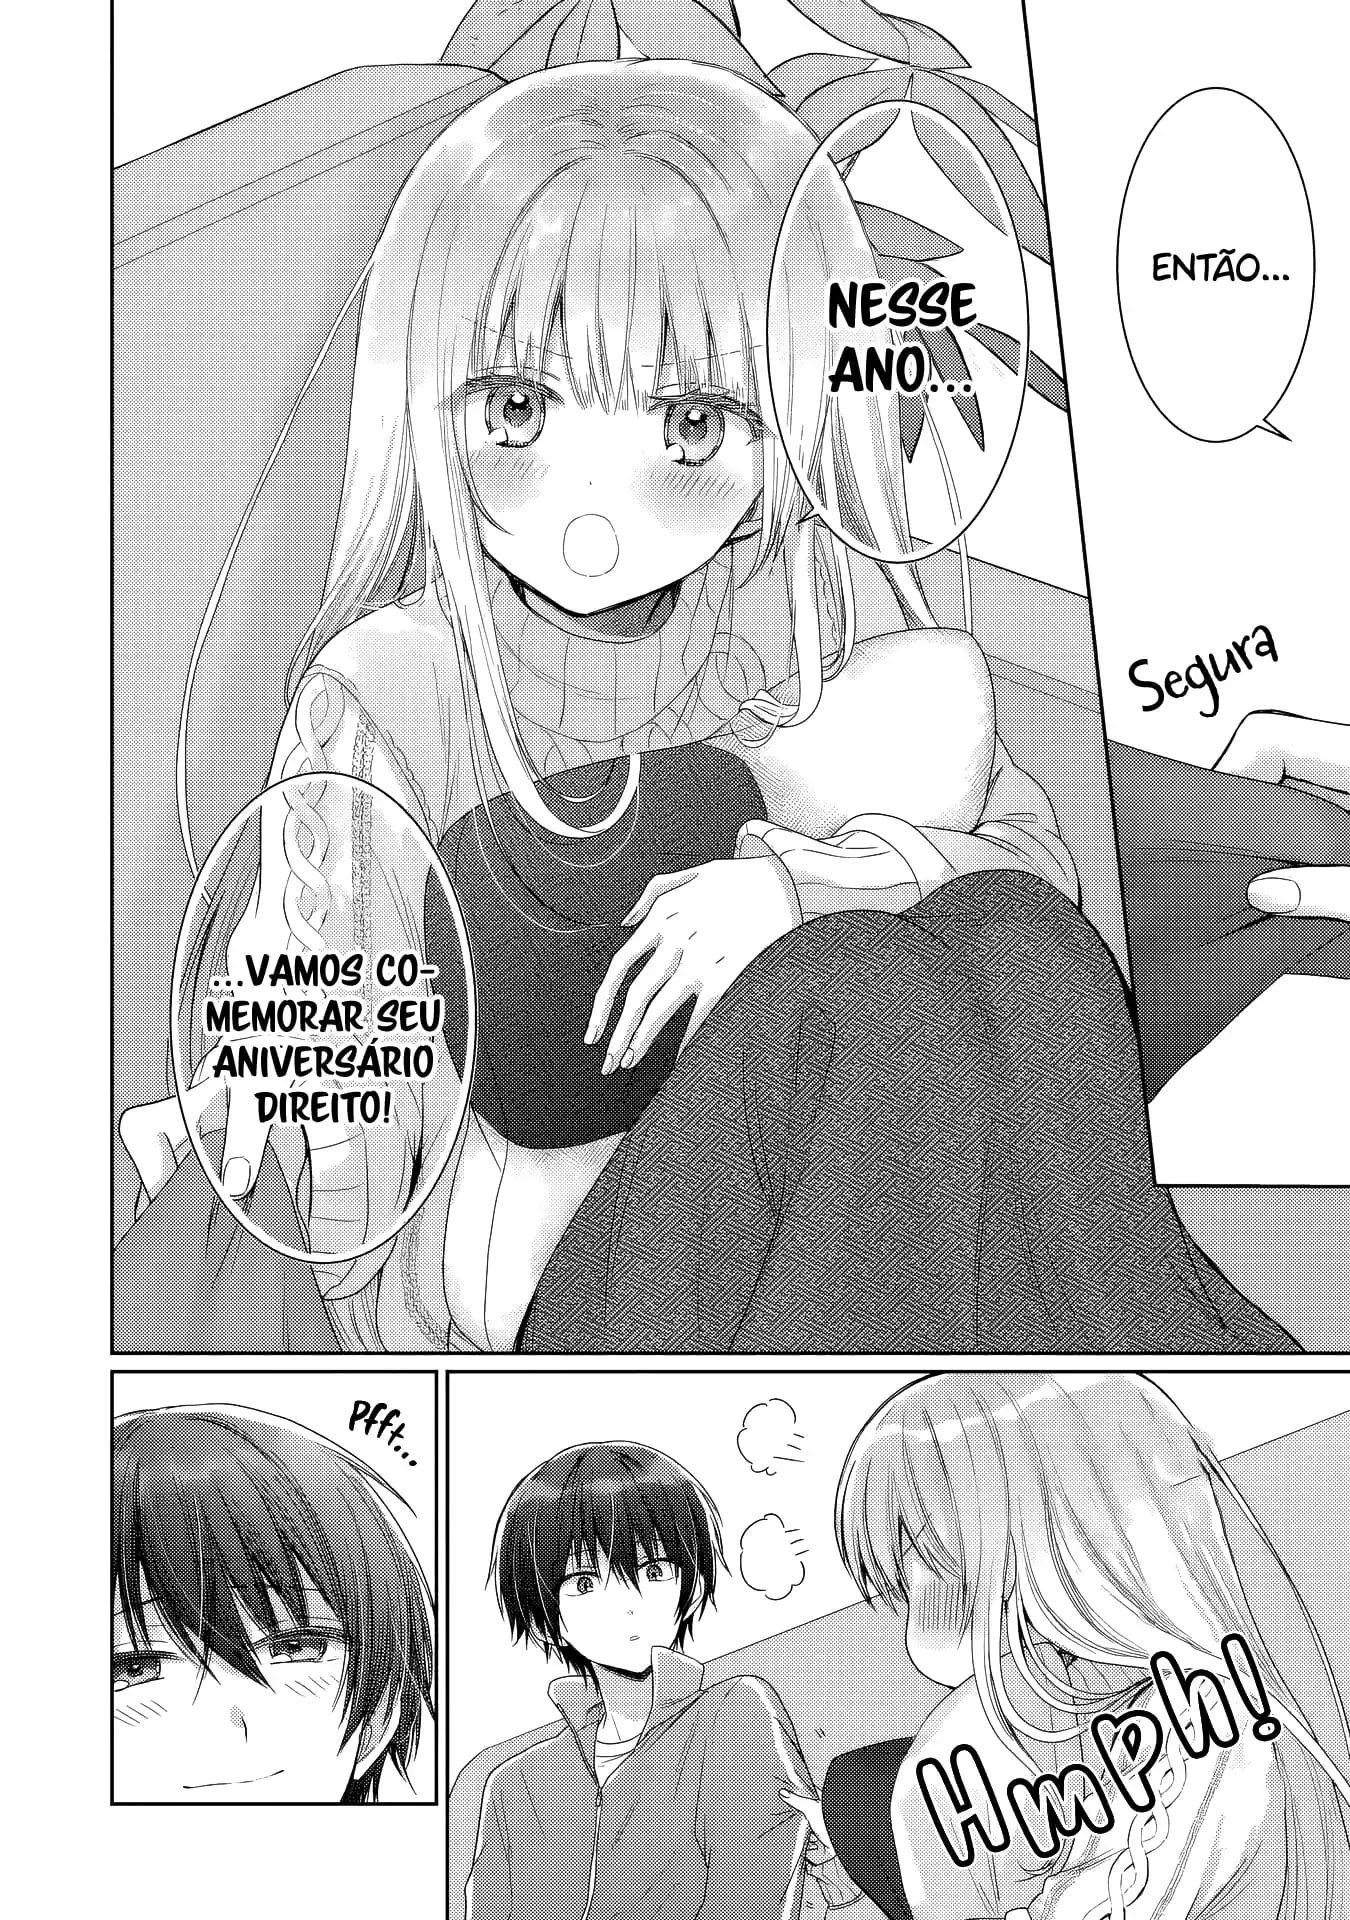 ENTÃO...
Segura
NESSE
ANO...
...VAMOS CO-
MEMORAR SEU
ANIVERSÁRIO
DIREITO!
HmPh!
Pfft...